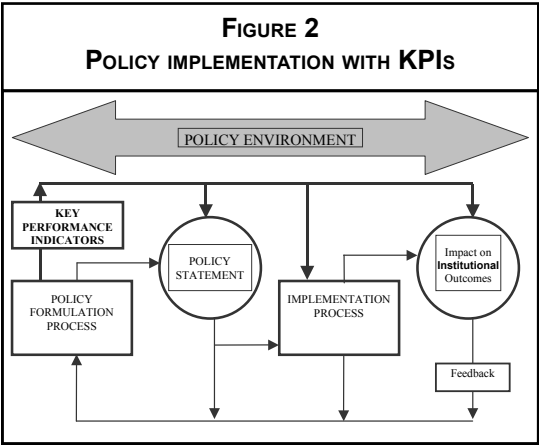 FIGURE 2
POLICY IMPLEMENTATION WITH KPIS
POLICY ENVIRONMENT
KEY
PERFORMANCE
INDICATORS
POLICY
FORMULATION
PROCESS
POLICY
STATEMENT
IMPLEMENTATION
PROCESS
Impact on
Institutional
Outcomes
Feedback